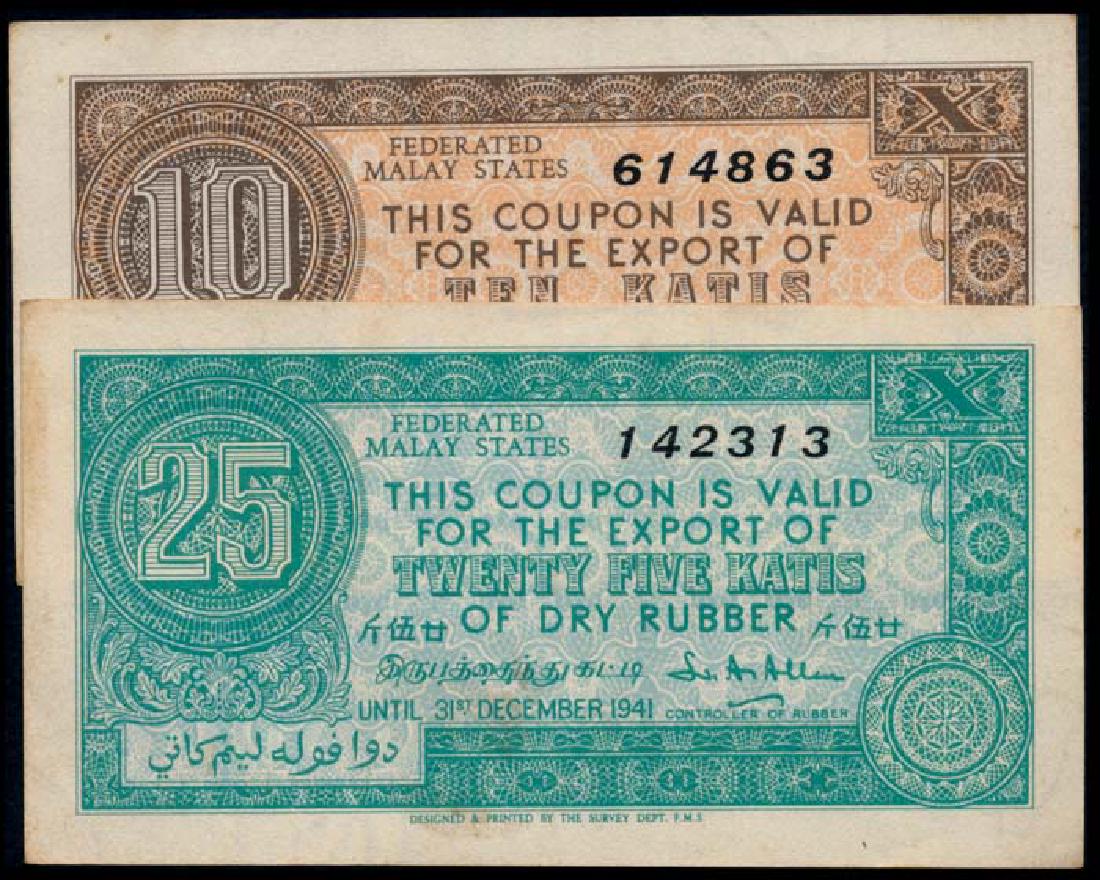 10
FEDERATED
MALAY STATES
614863
X
THIS COUPON IS VALID
FOR THE EXPORT OF
TEN KATIS
25
FEDERATED
MALAY STATES
142313
X
THIS COUPON IS VALID
FOR THE EXPORT OF
TWENTY FIVE KATIS
斤伍廿 OF DRY RUBBER 斤伍廿
இருபத்தைந்து கட்டி
UNTIL 31ST DECEMBER 1941 CONTROLLER OF RUBBER
دوا فوله ليم كاتي
DESIGNED & PRINTED BY THE SURVEY DEPT. F.M.S